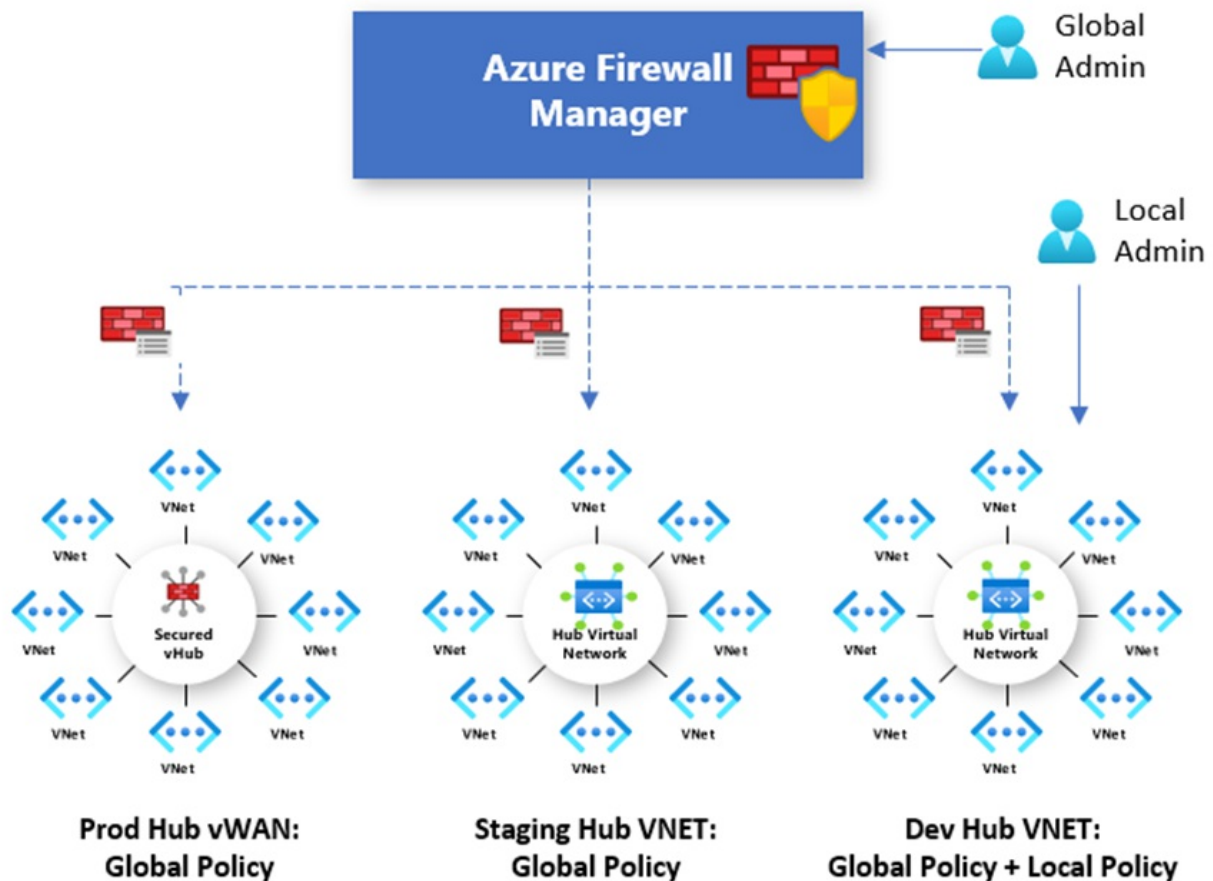 Azure Firewall
Manager
Global
Admin
Local
Admin
VNet
VNet
VNet
VNet
VNet
VNet
VNet
VNet
Secured
vHub
VNet
VNet
VNet
VNet
VNet
VNet
VNet
VNet
Hub Virtual
Network
VNet
VNet
VNet
VNet
VNet
VNet
VNet
VNet
Hub Virtual
Network
Prod Hub vWAN:
Global Policy
Staging Hub VNET:
Global Policy
Dev Hub VNET:
Global Policy + Local Policy